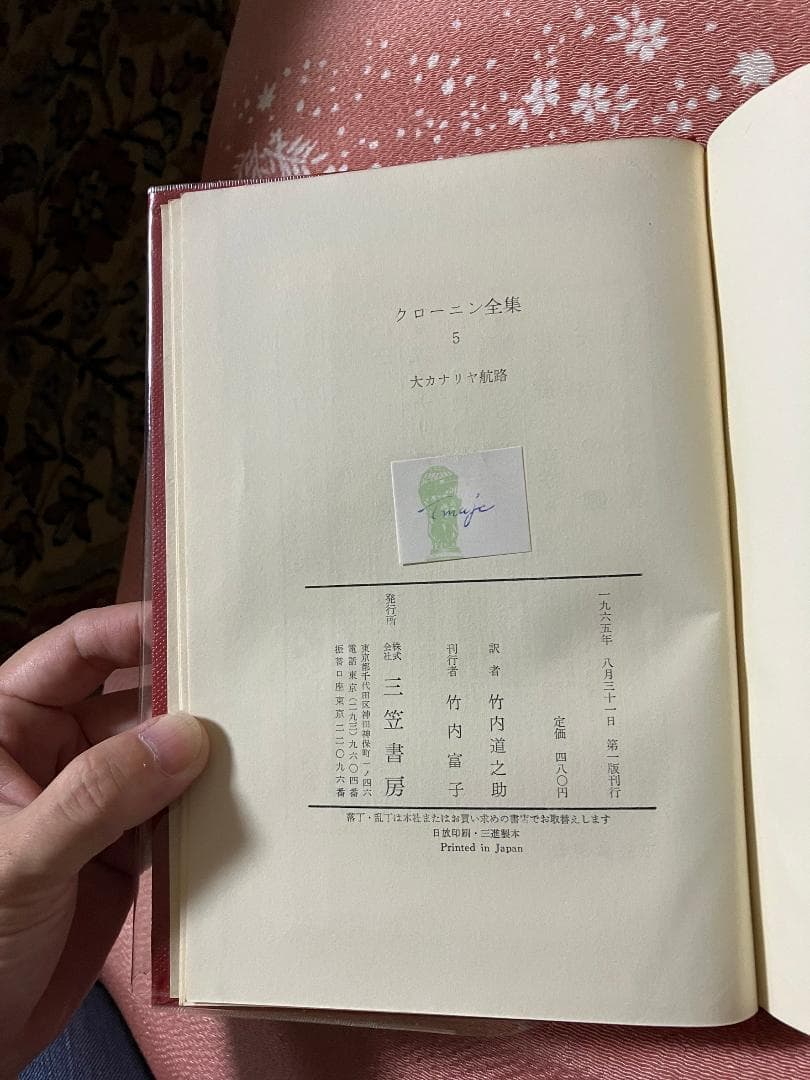 クローニン全集
5
大カナリヤ航路
一九六五年 八月三十一日 第一版刊行
定価 四八〇円
訳者 竹内道之助
刊行者 竹内富子
発行所 株式会社 三笠書房
東京都千代田区神田神保町一ノ四六
電話東京(二九三)九六〇四番
振替口座東京二二〇九六番
落丁・乱丁は本社またはお買い求めの書店でお取替えします
日放印刷・三進製本
Printed in Japan